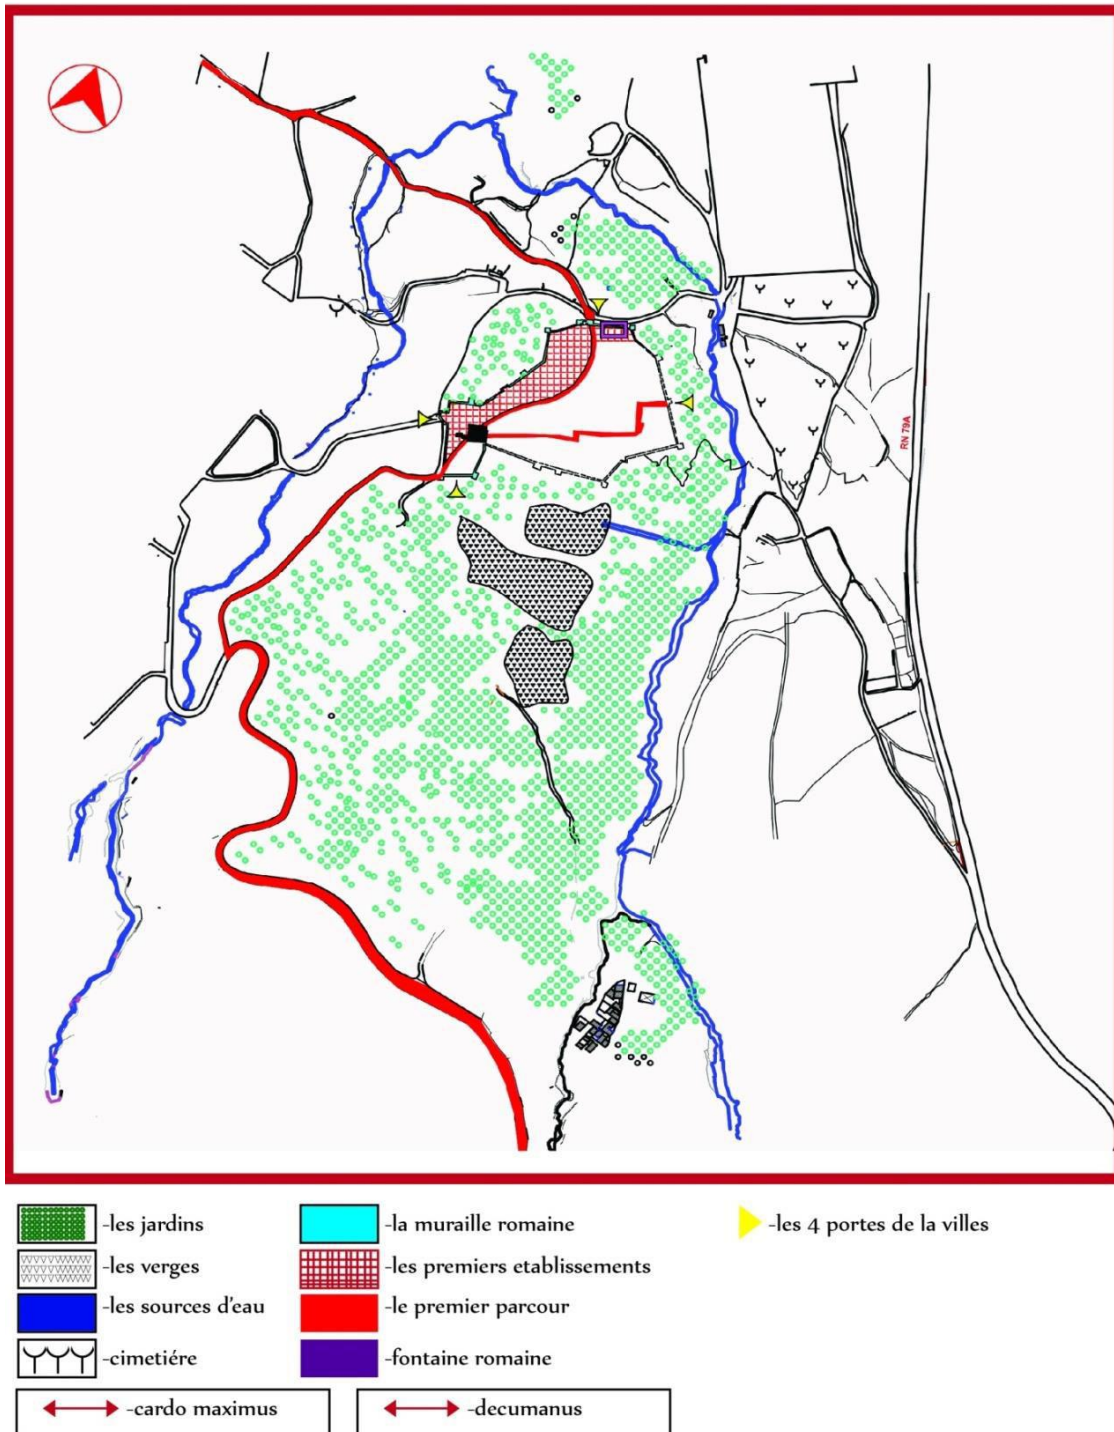 RN 79A
-les jardins
-la muraille romaine
-les 4 portes de la villes
-les verges
-les premiers etablissements
-les sources d'eau
-le premier parcour
-cimetiére
-fontaine romaine
-cardo maximus
-decumanus